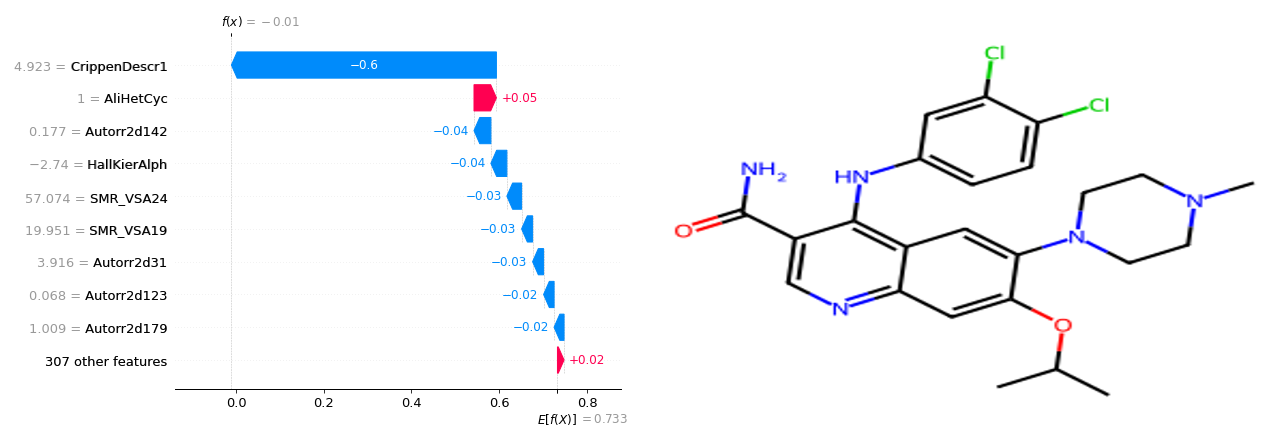 f(x) = −0.01
4.923 = CrippenDescr1
−0.6
1 = AliHetCyc
+0.05
0.177 = Autorr2d142
−0.04
−2.74 = HallKierAlph
−0.04
57.074 = SMR_VSA24
−0.03
19.951 = SMR_VSA19
−0.03
3.916 = Autorr2d31
−0.03
0.068 = Autorr2d123
−0.02
1.009 = Autorr2d179
−0.02
307 other features
+0.02
0.0 0.2 0.4 0.6 0.8
E[f(X)] = 0.733
Cl
Cl
NH2
HN
O
N
N
N
O